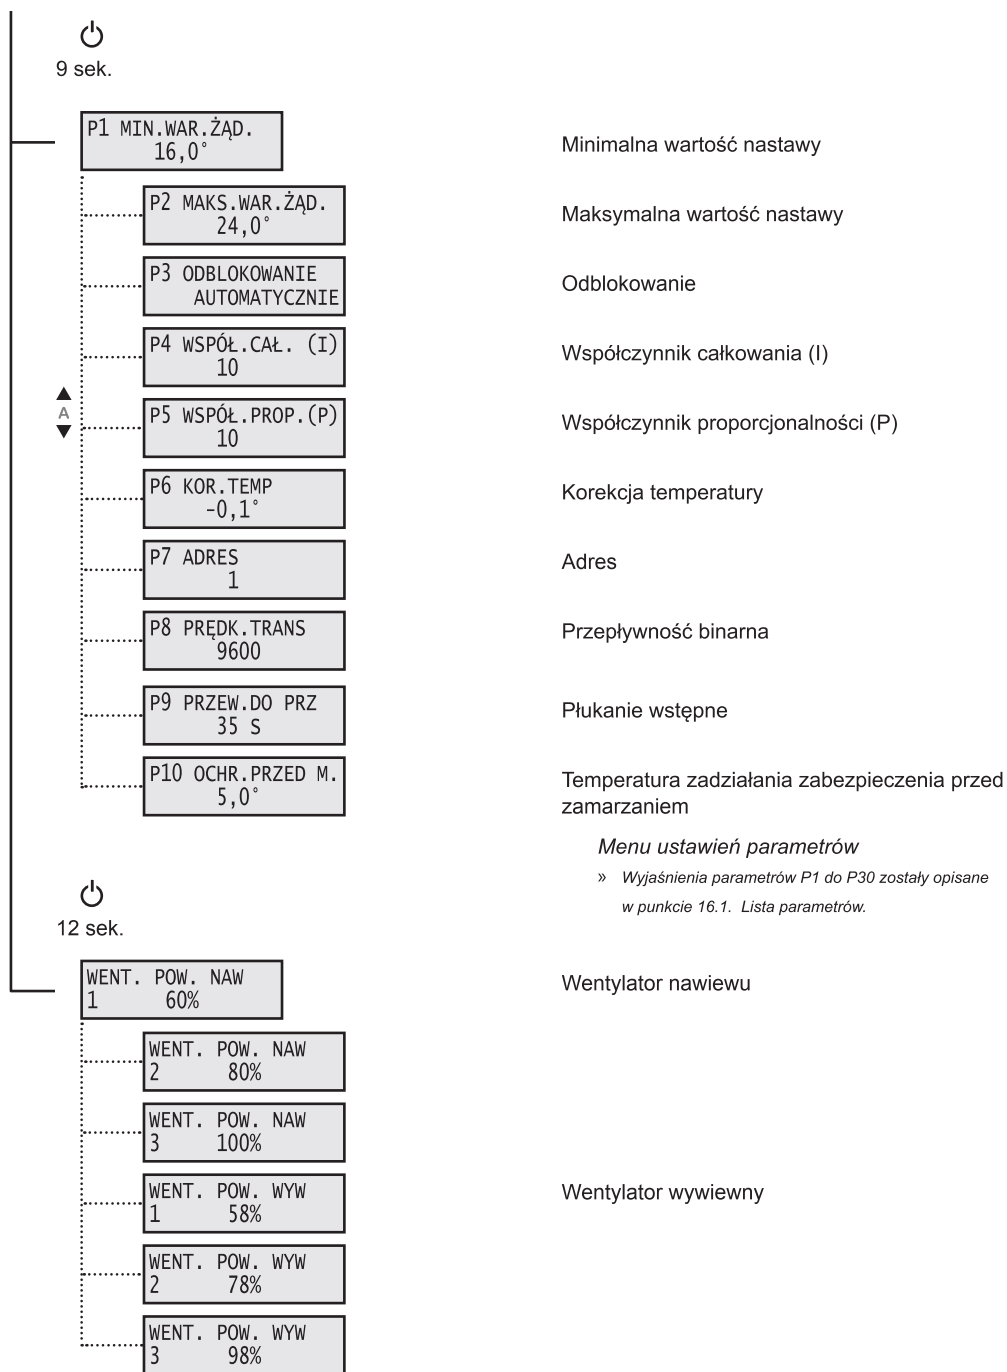 9 sek.
P1 MIN.WAR.ŻĄD.
16,0°
Minimalna wartość nastawy
P2 MAKS.WAR.ŻĄD.
24,0°
Maksymalna wartość nastawy
P3 ODBLOKOWANIE
AUTOMATYCZNIE
Odblokowanie
P4 WSPÓŁ.CAŁ. (I)
10
Współczynnik całkowania (I)
A
P5 WSPÓŁ.PROP.(P)
10
Współczynnik proporcjonalności (P)
P6 KOR.TEMP
-0,1°
Korekcja temperatury
P7 ADRES
1
Adres
P8 PRĘDK.TRANS
9600
Przepływność binarna
P9 PRZEW.DO PRZ
35 S
Płukanie wstępne
P10 OCHR.PRZED M.
5,0°
Temperatura zadziałania zabezpieczenia przed
zamarzaniem
Menu ustawień parametrów
» Wyjaśnienia parametrów P1 do P30 zostały opisane
w punkcie 16.1. Lista parametrów.
12 sek.
WENT. POW. NAW
1 60%
Wentylator nawiewu
WENT. POW. NAW
2 80%
WENT. POW. NAW
3 100%
WENT. POW. WYW
1 58%
Wentylator wywiewny
WENT. POW. WYW
2 78%
WENT. POW. WYW
3 98%